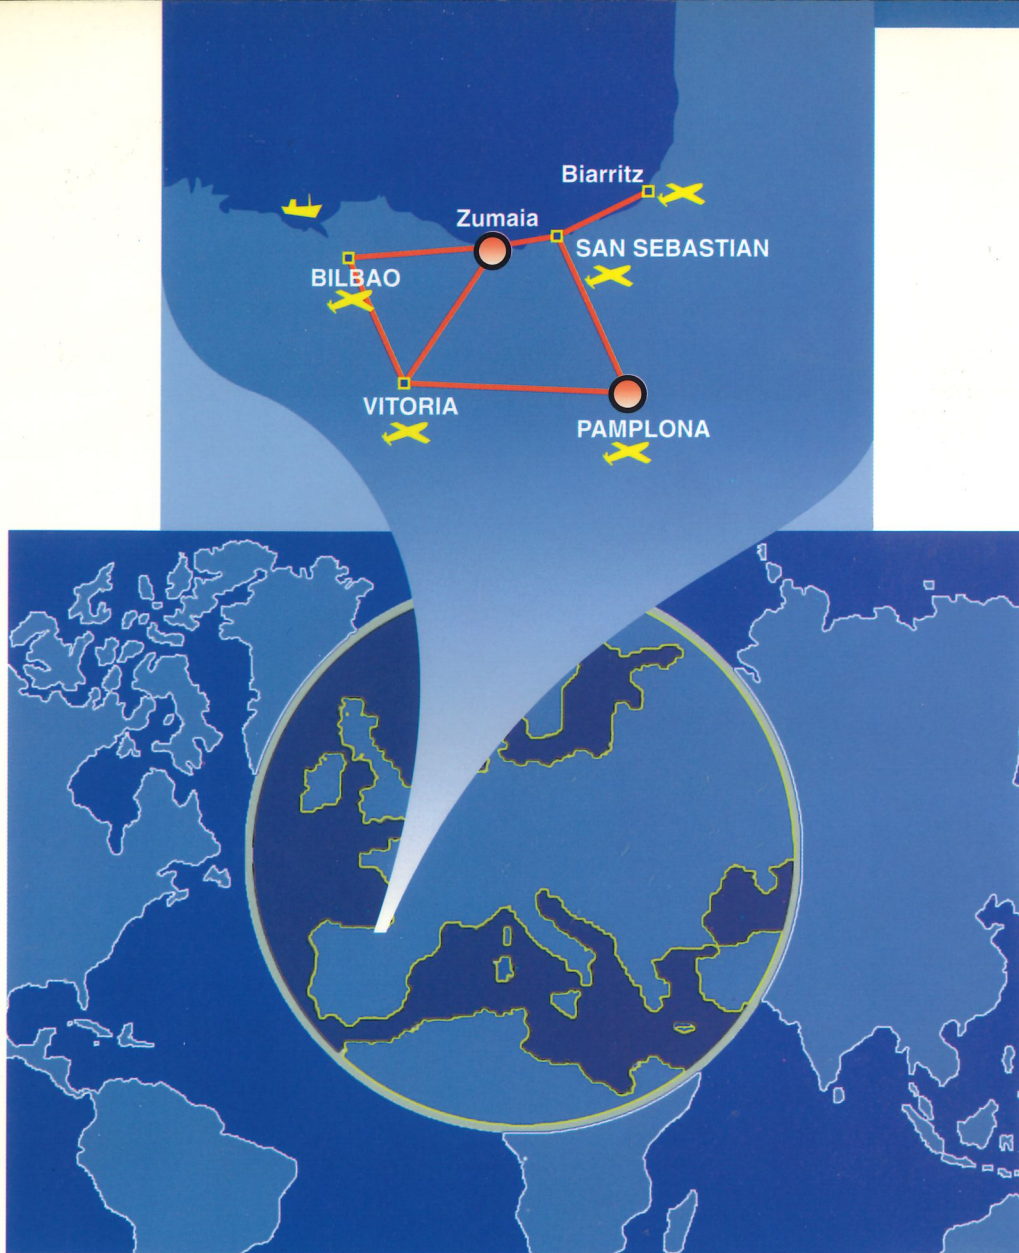 Biarritz
Zumaia
SAN SEBASTIAN
BILBAO
VITORIA
PAMPLONA